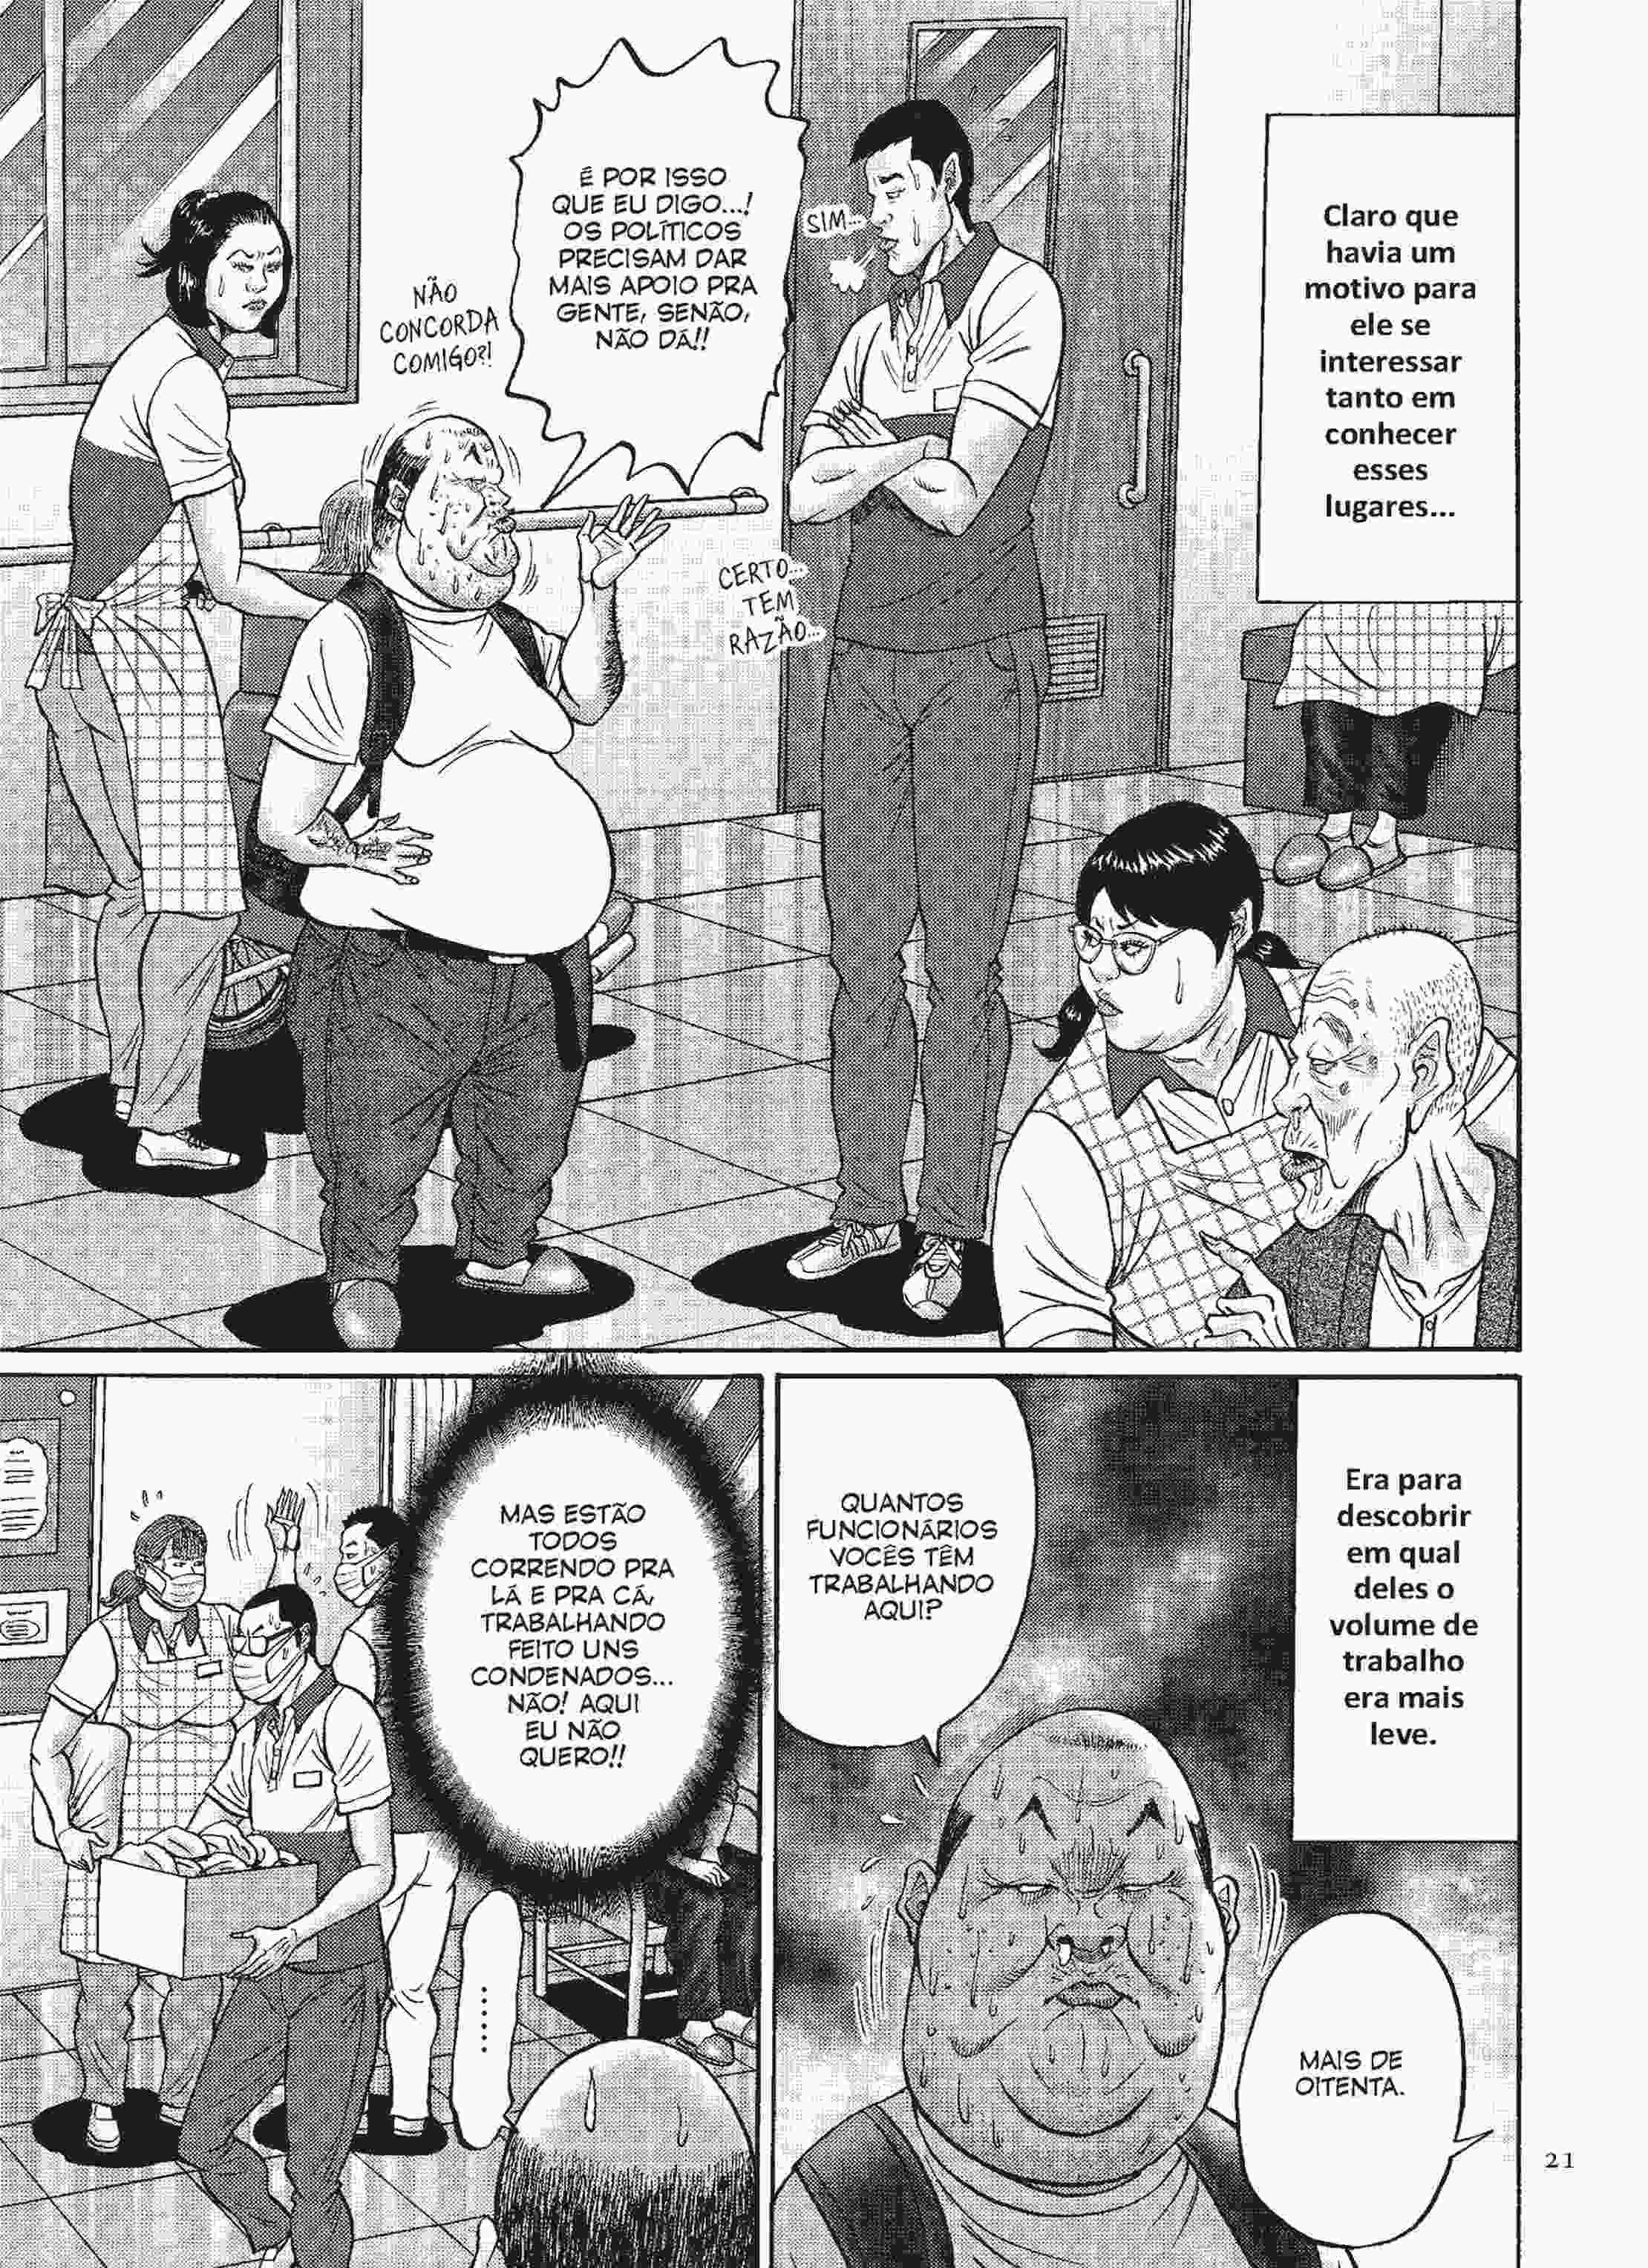 Claro que
havia um
motivo para
ele se
interessar
tanto em
conhecer
esses
lugares...
É POR ISSO
QUE EU DIGO...!
OS POLÍTICOS
PRECISAM DAR
MAIS APOIO PRA
GENTE, SENÃO,
NÃO DÁ!!
SIM...
NÃO
CONCORDA
COMIGO?!
CERTO...
TEM
RAZÃO...
Era para
descobrir
em qual
deles o
volume de
trabalho
era mais
leve.
QUANTOS
FUNCIONÁRIOS
VOCÊS TÊM
TRABALHANDO
AQUI?
MAIS DE
OITENTA.
MAS ESTÃO
TODOS
CORRENDO PRA
LÁ E PRA CÁ,
TRABALHANDO
FEITO UNS
CONDENADOS...
NÃO! AQUI
EU NÃO
QUERO!!
......
21